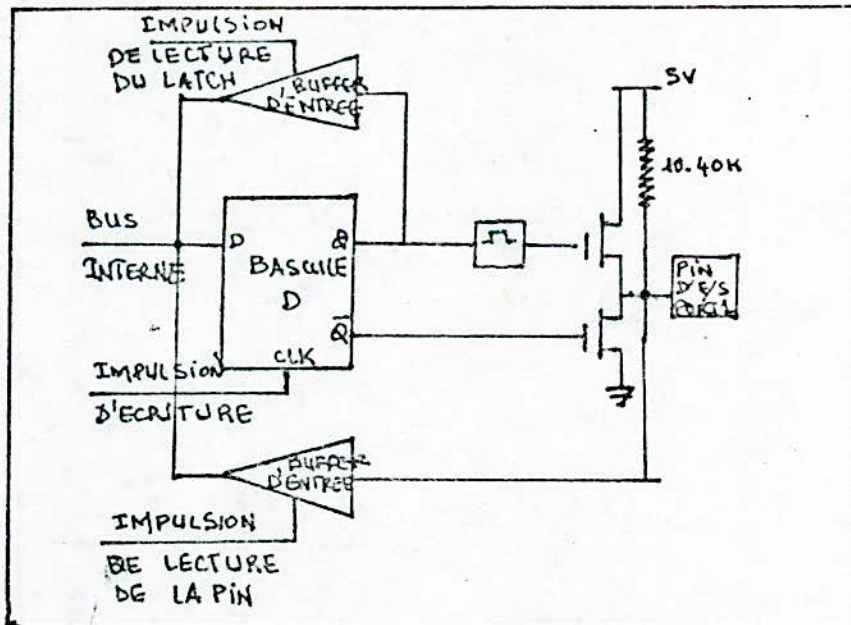 IMPULSION
DE LECTURE
DU LATCH
BUFFER
D'ENTREE
5V
10.40K
BUS
INTERNE
D
Q
BASCULE
D
Q̅
CLK
PIN
D'E/S
PORT1
IMPULSION
D'ECRITURE
BUFFER
D'ENTREE
IMPULSION
DE LECTURE
DE LA PIN